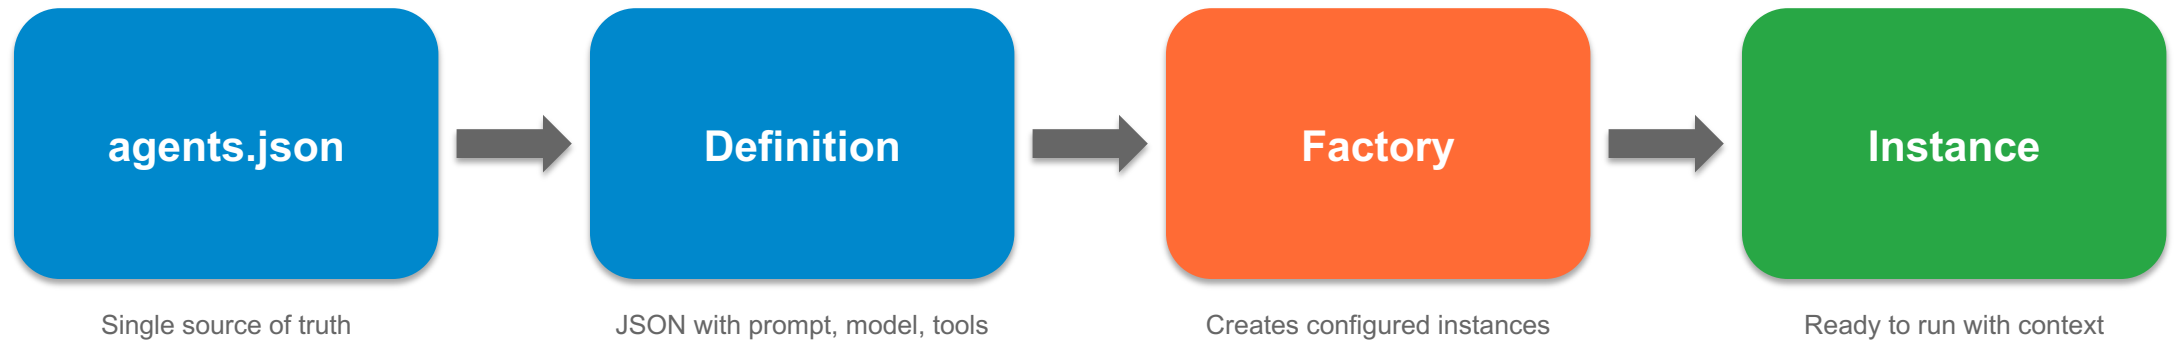 agents.json
Definition
Factory
Instance
Single source of truth
JSON with prompt, model, tools
Creates configured instances
Ready to run with context